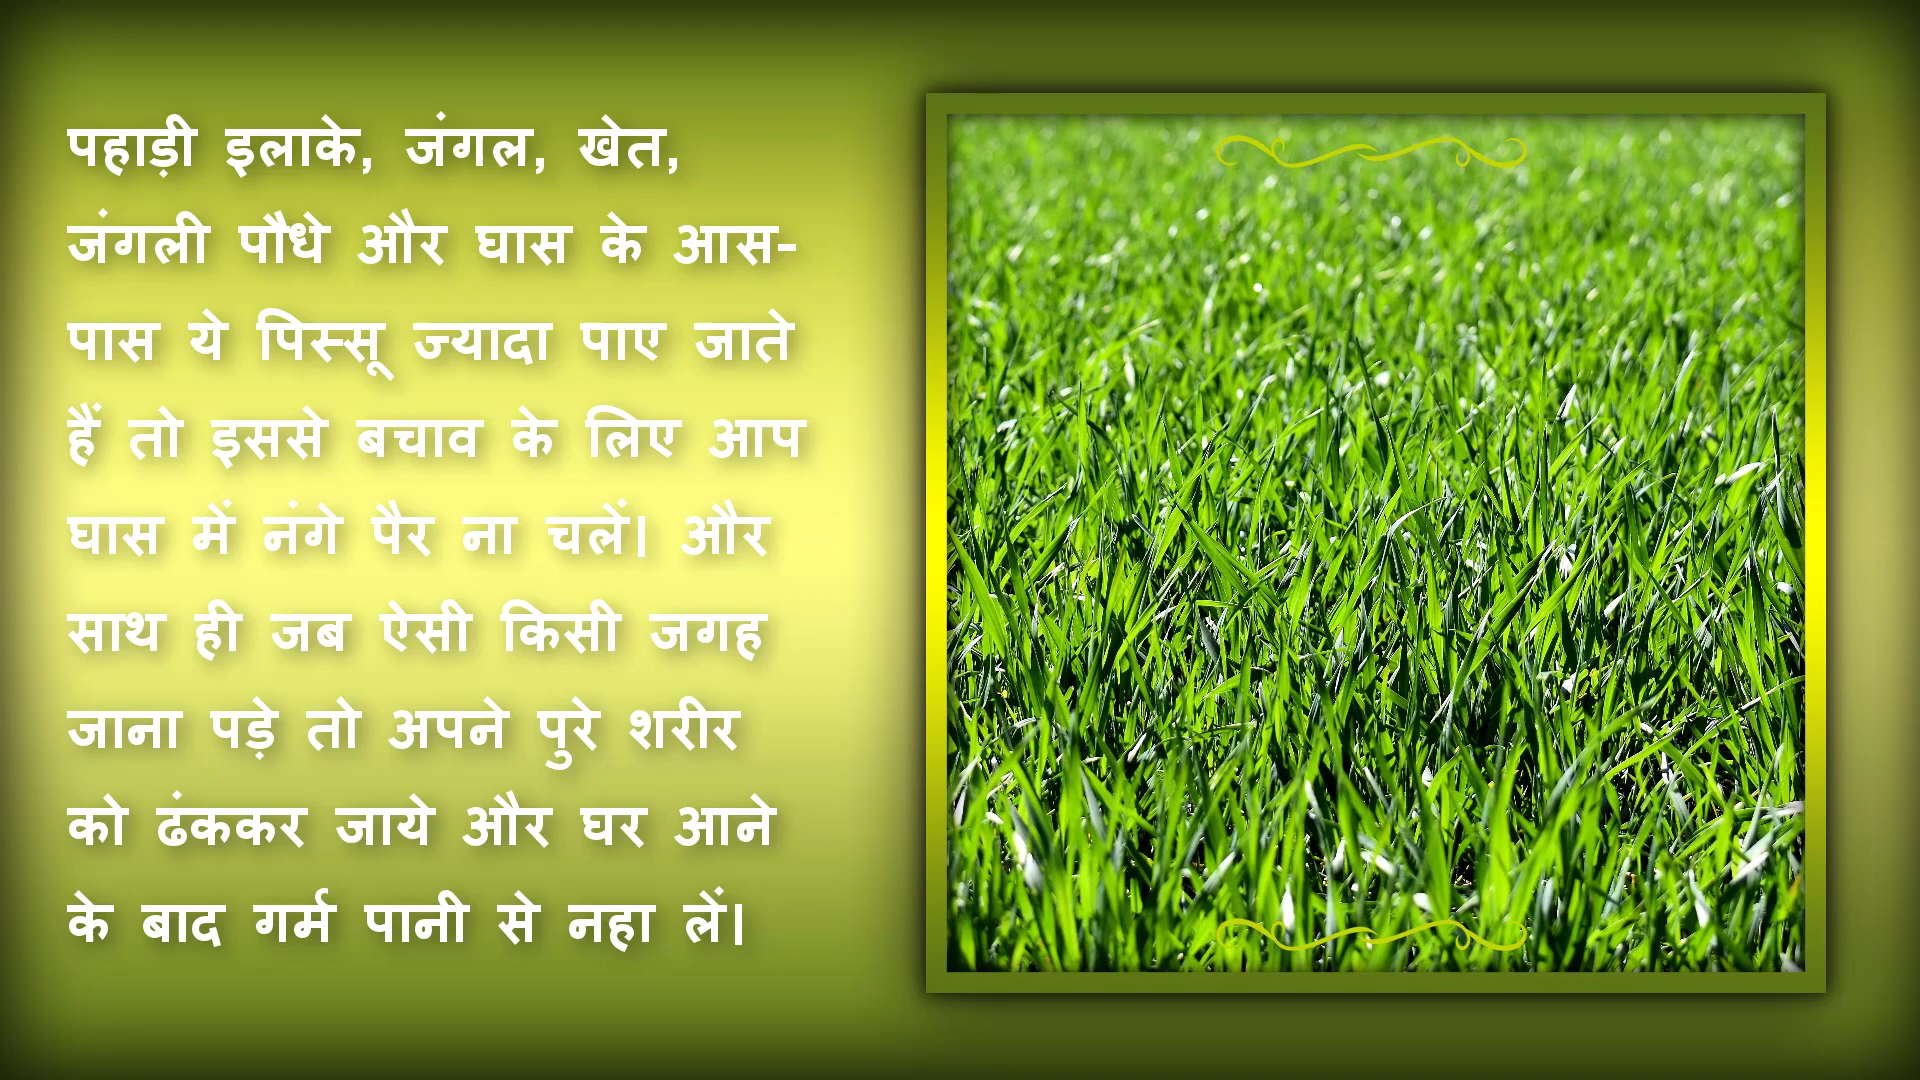 पहाड़ी इलाके, जंगल, खेत,
जंगली पौधे और घास के आस-
पास ये पिस्सू ज्यादा पाए जाते
हैं तो इससे बचाव के लिए आप
घास में नंगे पैर ना चलें। और
साथ ही जब ऐसी किसी जगह
जाना पड़े तो अपने पुरे शरीर
को ढंककर जाये और घर आने
के बाद गर्म पानी से नहा लें।